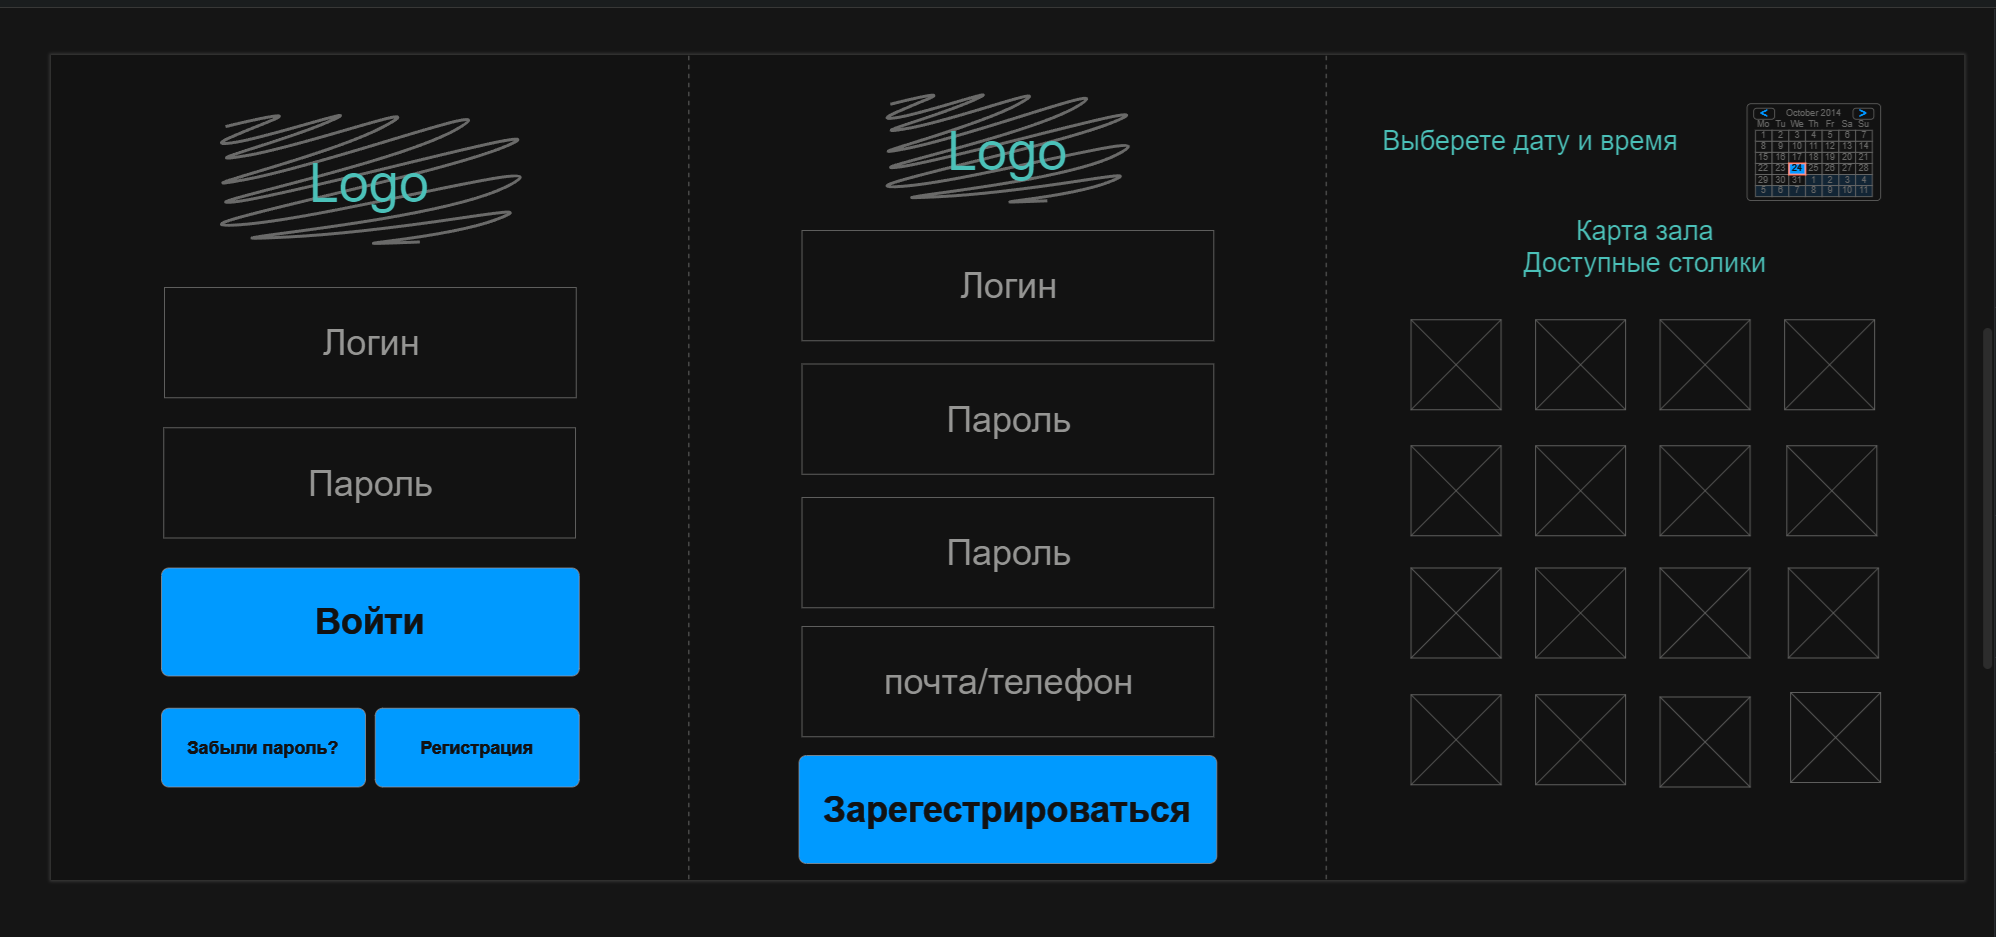 Logo
Логин
Пароль
Войти
Забыли пароль?
Регистрация
Logo
Логин
Пароль
Пароль
почта/телефон
Зарегестрироваться
Выберете дату и время
< October 2014 >
Mo Tu We Th Fr Sa Su
1 2 3 4 5 6 7
8 9 10 11 12 13 14
15 16 17 18 19 20 21
22 23 24 25 26 27 28
29 30 31 1 2 3 4
5 6 7 8 9 10 11
Карта зала
Доступные столики